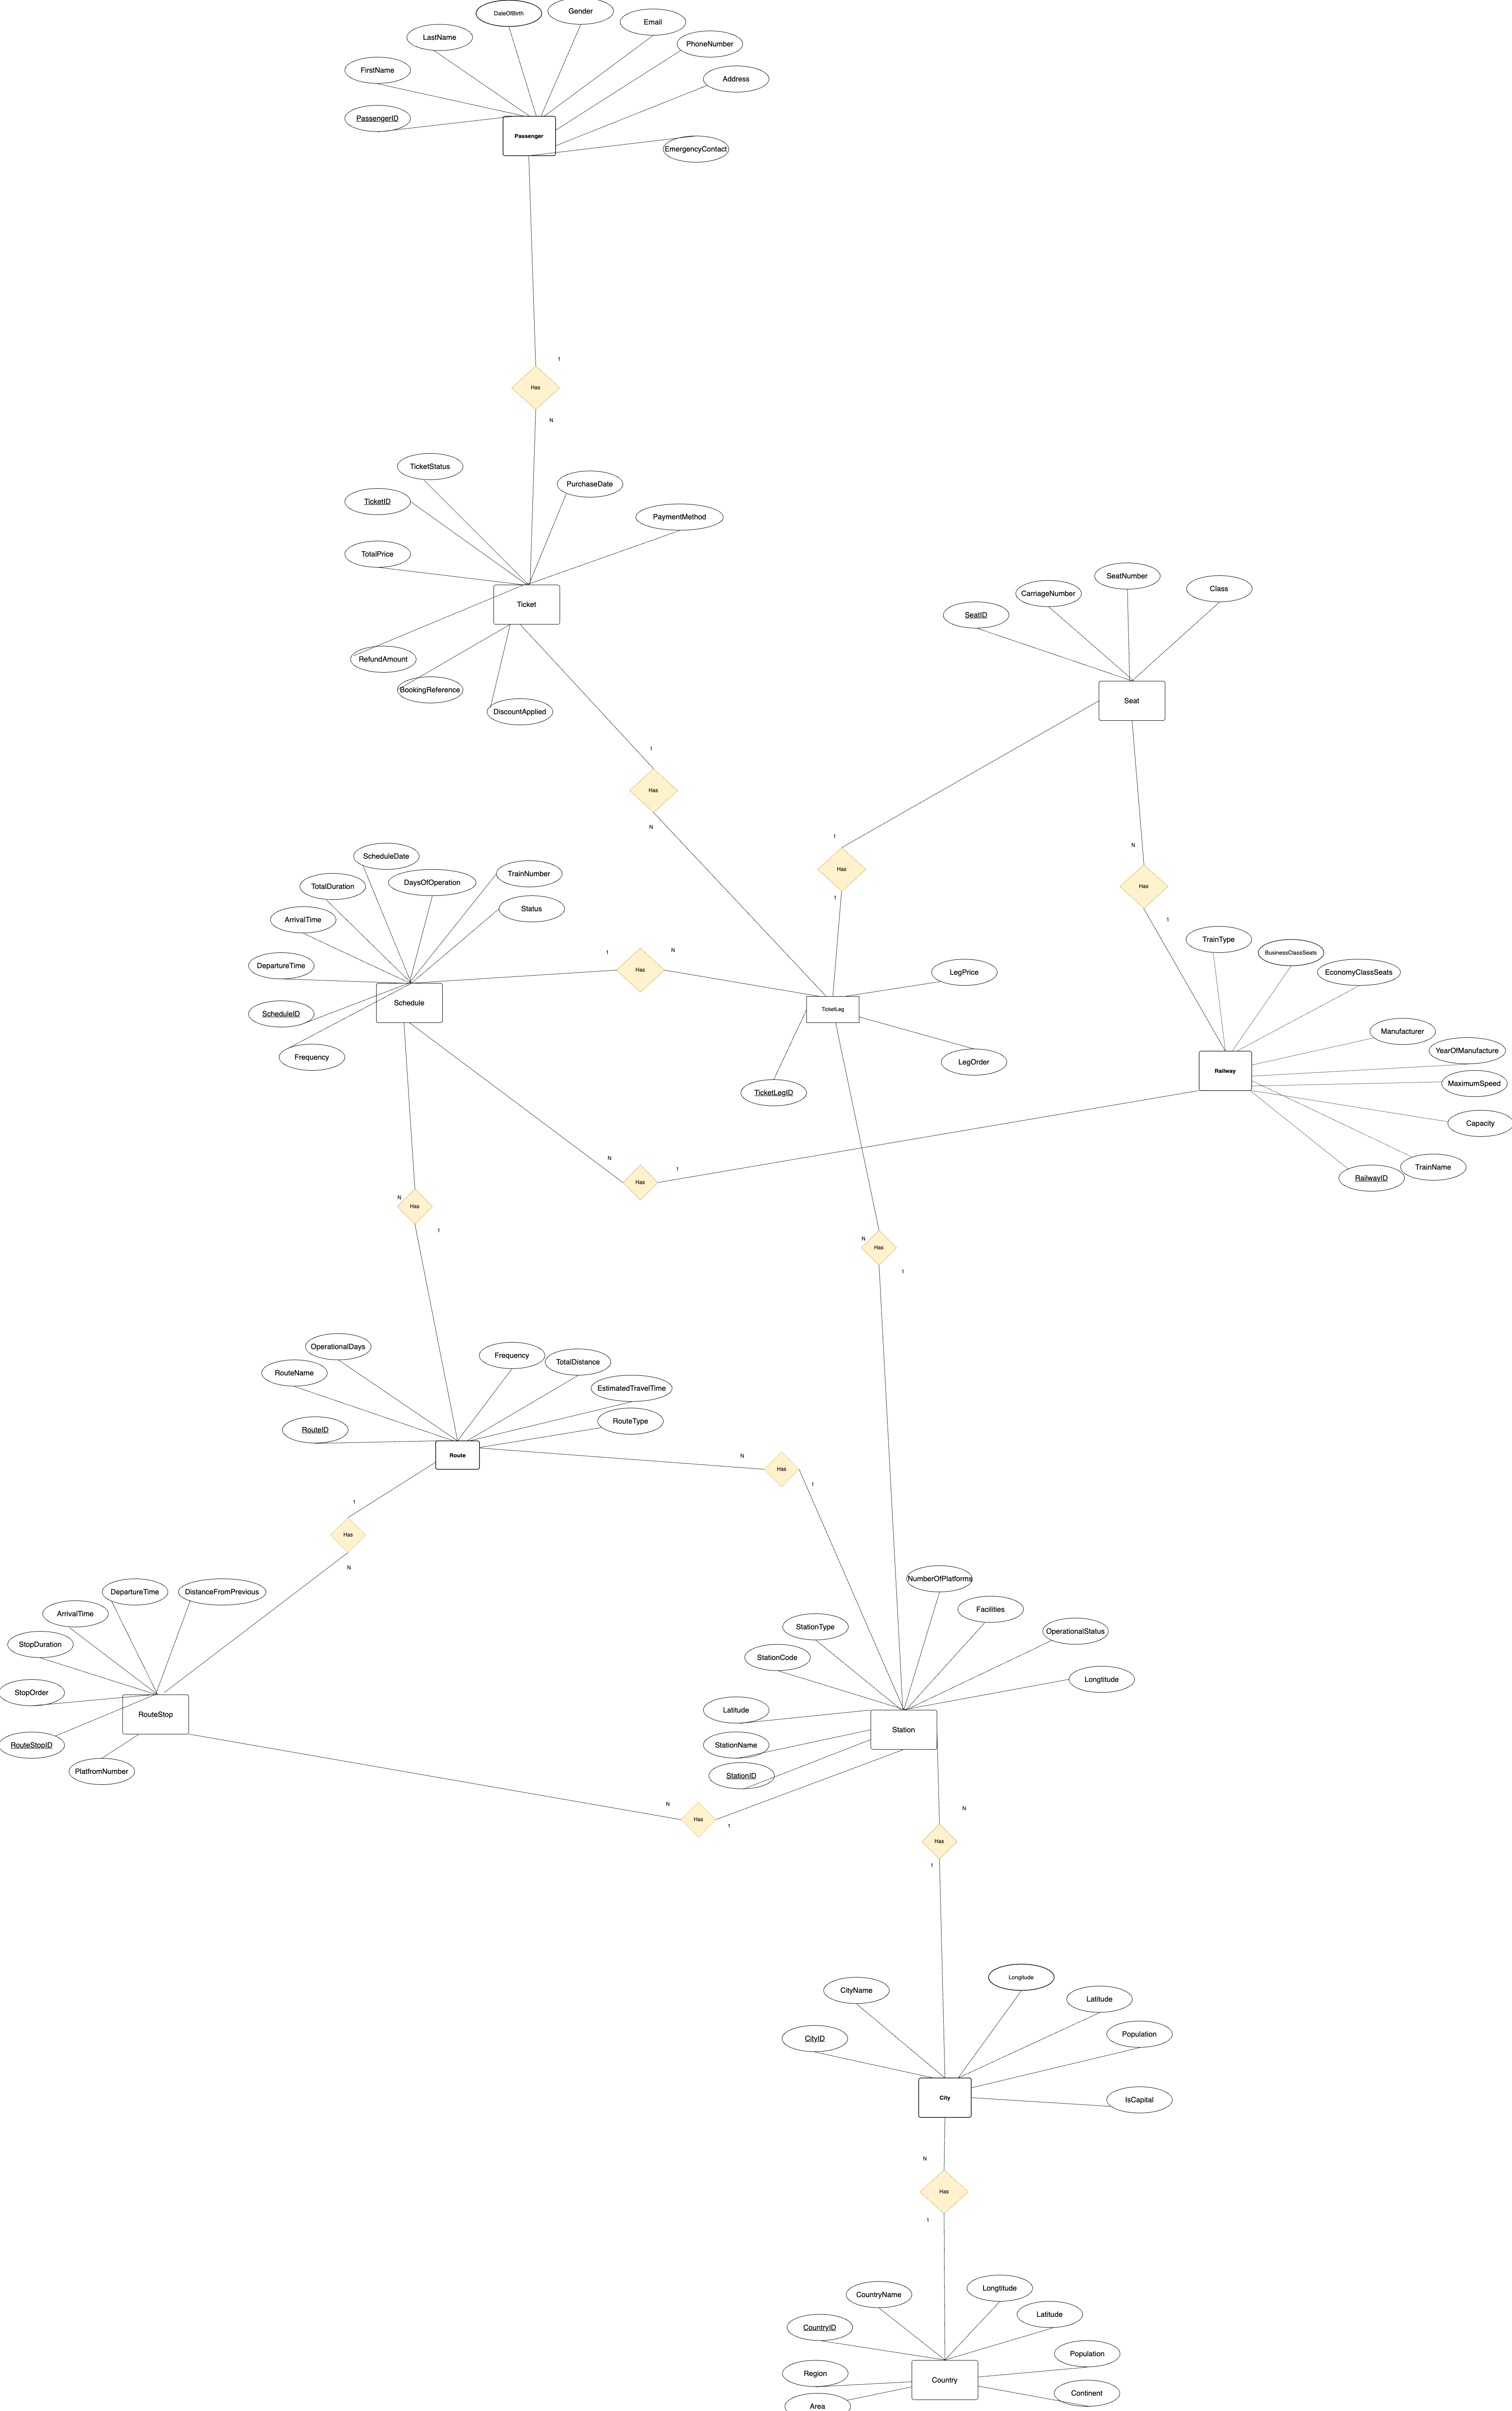 DateOfBirth
Gender
Email
LastName
PhoneNumber
FirstName
Address
PassengerID
Passenger
EmergencyContact
1
Has
N
TicketStatus
PurchaseDate
TicketID
PaymentMethod
TotalPrice
Ticket
RefundAmount
BookingReference
DiscountApplied
SeatNumber
Class
CarriageNumber
SeatID
Seat
1
Has
N
1
Has
1
N
Has
1
ScheduleDate
TrainNumber
DaysOfOperation
TotalDuration
Status
ArrivalTime
DepartureTime
Schedule
ScheduleID
Frequency
1
Has
N
LegPrice
TicketLeg
LegOrder
TicketLegID
TrainType
BusinessClassSeats
EconomyClassSeats
Manufacturer
YearOfManufacture
Railway
MaximumSpeed
Capacity
TrainName
RailwayID
N
Has
1
N
Has
1
N
Has
1
OperationalDays
Frequency
TotalDistance
RouteName
EstimatedTravelTime
RouteType
RouteID
Route
N
Has
1
1
Has
N
DepartureTime
DistanceFromPrevious
ArrivalTime
StopDuration
StopOrder
RouteStop
RouteStopID
PlatfromNumber
NumberOfPlatforms
Facilities
StationType
OperationalStatus
StationCode
Longtitude
Latitude
Station
StationName
StationID
N
Has
1
N
Has
1
Longitude
CityName
Latitude
CityID
Population
City
IsCapital
N
Has
1
Longtitude
CountryName
Latitude
CountryID
Population
Region
Country
Continent
Area